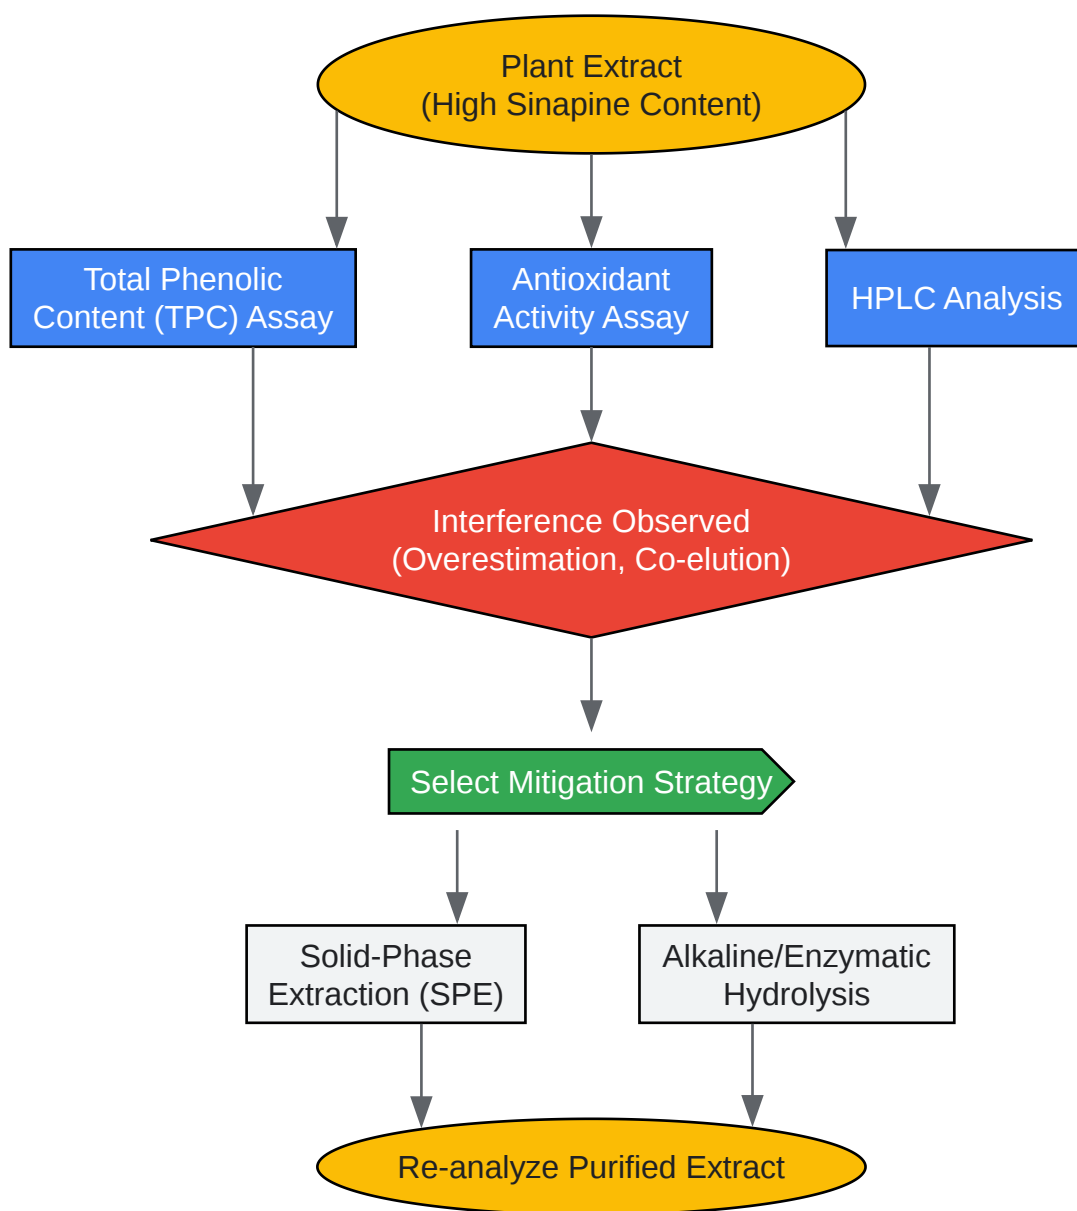 Plant Extract
(High Sinapine Content)
Total Phenolic
Content (TPC) Assay
Antioxidant
Activity Assay
HPLC Analysis
Interference Observed
(Overestimation, Co-elution)
Select Mitigation Strategy
Solid-Phase
Extraction (SPE)
Alkaline/Enzymatic
Hydrolysis
Re-analyze Purified Extract